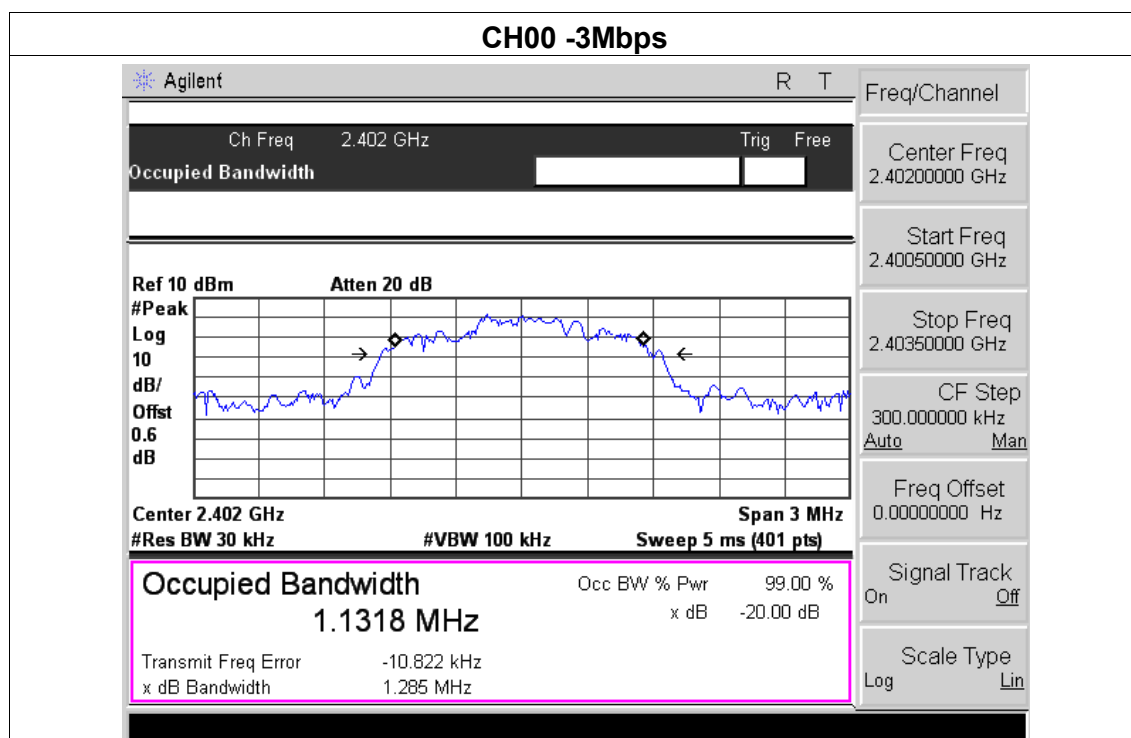 CH00 -3Mbps
Agilent R T
Ch Freq 2.402 GHz Trig Free
Occupied Bandwidth
Ref 10 dBm Atten 20 dB
#Peak
Log
10
dB/
Offst
0.6
dB
Center 2.402 GHz Span 3 MHz
#Res BW 30 kHz #VBW 100 kHz Sweep 5 ms (401 pts)
Occupied Bandwidth Occ BW % Pwr 99.00 %
1.1318 MHz x dB -20.00 dB
Transmit Freq Error -10.822 kHz
x dB Bandwidth 1.285 MHz
Freq/Channel
Center Freq
2.40200000 GHz
Start Freq
2.40050000 GHz
Stop Freq
2.40350000 GHz
CF Step
300.000000 kHz
Auto Man
Freq Offset
0.00000000 Hz
Signal Track
On Off
Scale Type
Log Lin